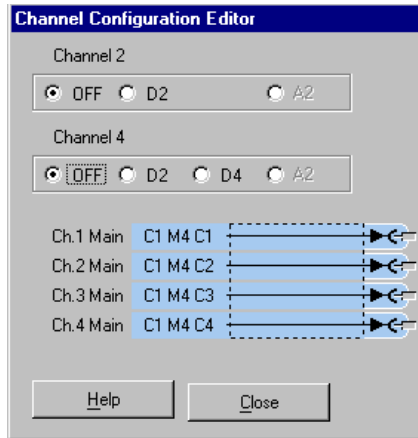 Channel Configuration Editor
Channel 2
OFF D2 A2
Channel 4
OFF D2 D4 A2
Ch.1 Main C1 M4 C1
Ch.2 Main C1 M4 C2
Ch.3 Main C1 M4 C3
Ch.4 Main C1 M4 C4
Help Close